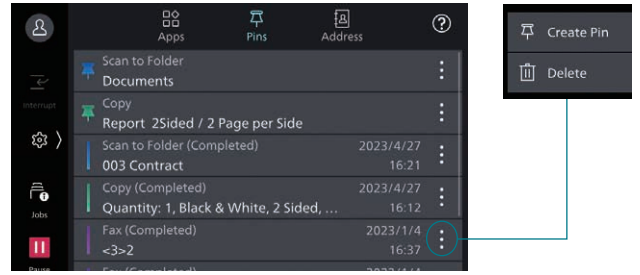 Apps
Pins
Address
?
Create Pin
Delete
Interrupt
Jobs
Pause
Scan to Folder
Documents
Copy
Report 2Sided / 2 Page per Side
Scan to Folder (Completed) 2023/4/27
003 Contract 16:21
Copy (Completed) 2023/4/27
Quantity: 1, Black & White, 2 Sided, ... 16:12
Fax (Completed) 2023/1/4
<3>2 16:37